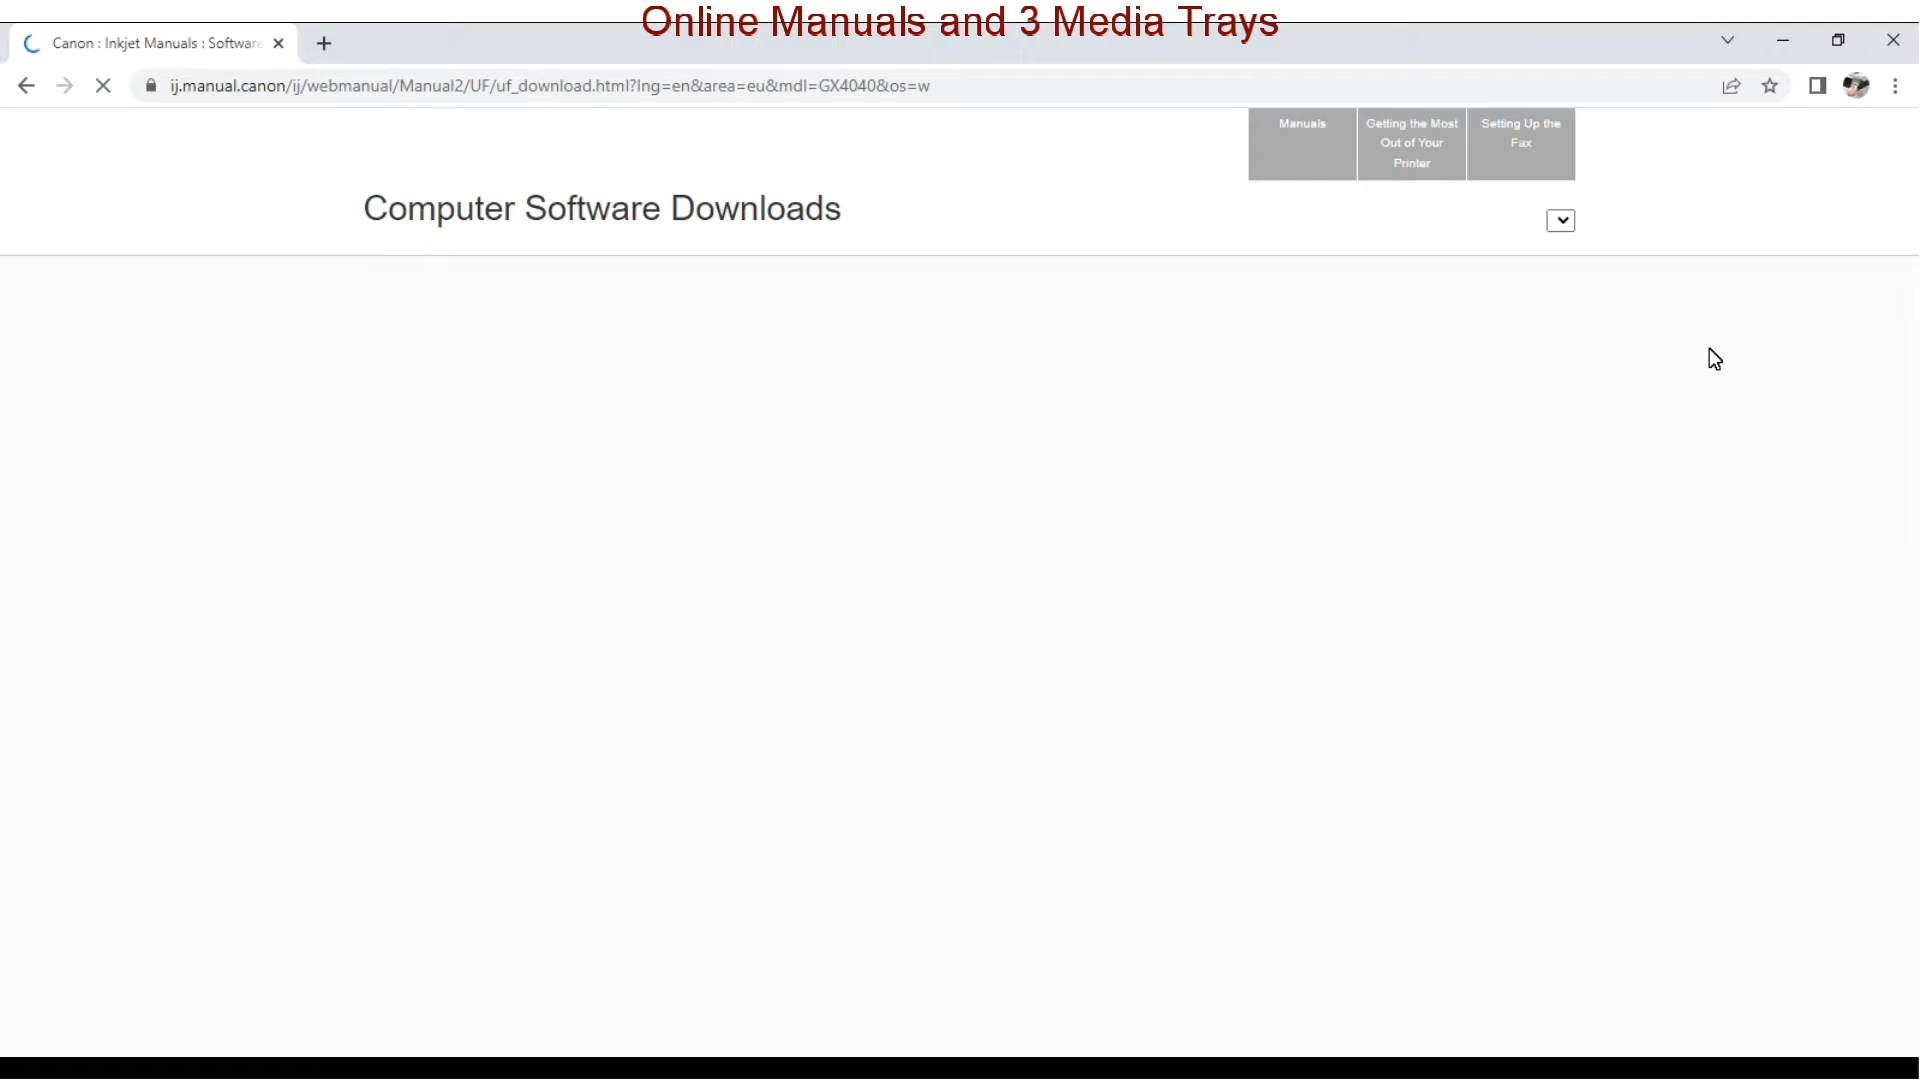 Online Manuals and 3 Media Trays
Canon : Inkjet Manuals : Software
ij.manual.canon/ij/webmanual/Manual2/UF/uf_download.html?lng=en&area=eu&mdl=GX4040&os=w
Manuals
Getting the Most
Out of Your
Printer
Setting Up the
Fax
Computer Software Downloads